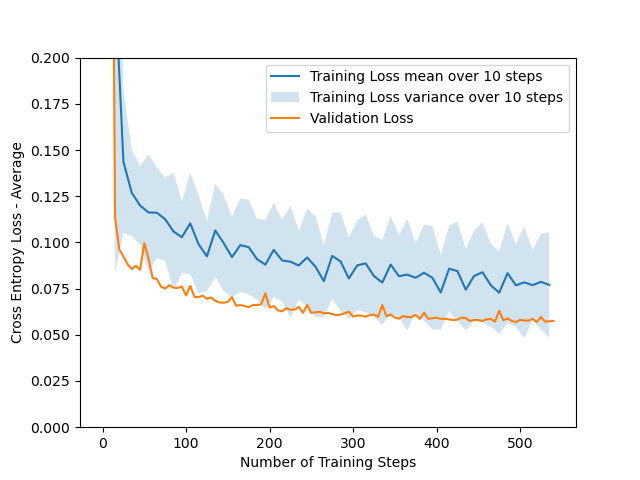 0.200
0.175
0.150
0.125
0.100
0.075
0.050
0.025
0.000
Cross Entropy Loss - Average
Training Loss mean over 10 steps
Training Loss variance over 10 steps
Validation Loss
0 100 200 300 400 500
Number of Training Steps